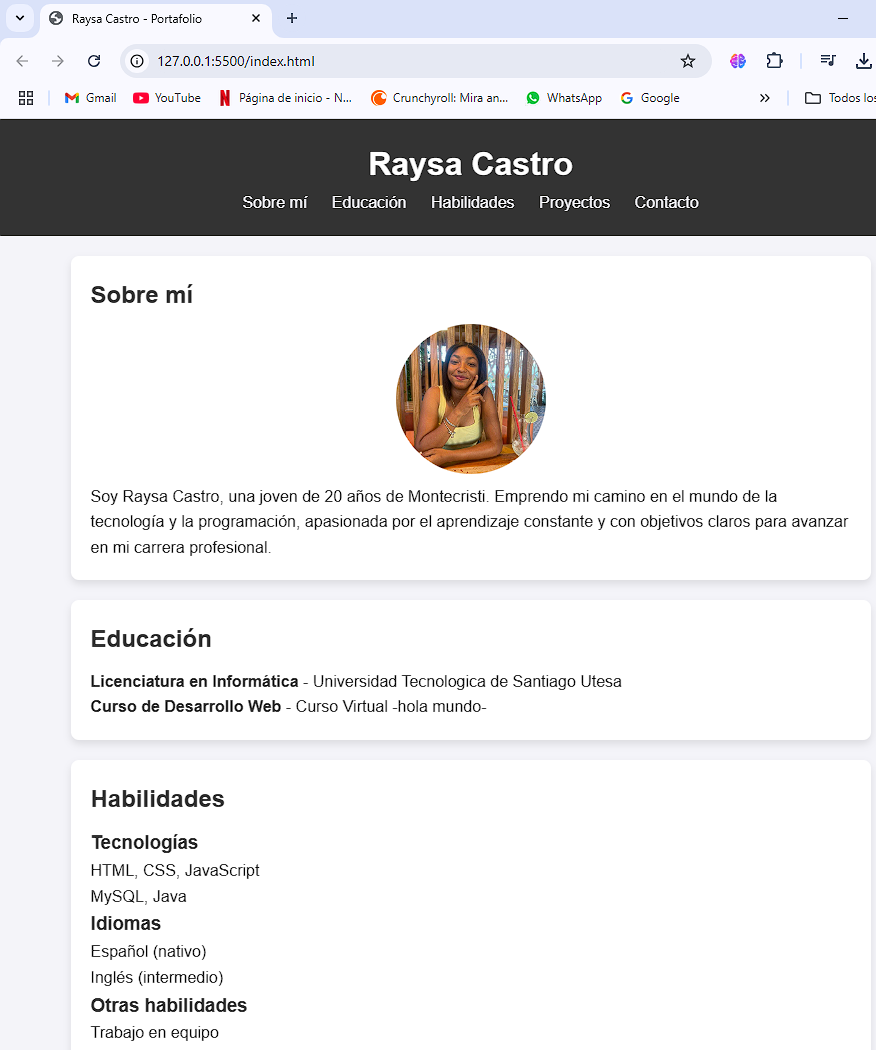 Raysa Castro - Portafolio
127.0.0.1:5500/index.html
Gmail YouTube Página de inicio - N... Crunchyroll: Mira an... WhatsApp Google Todos los
Raysa Castro
Sobre mí Educación Habilidades Proyectos Contacto
Sobre mí
Soy Raysa Castro, una joven de 20 años de Montecristi. Emprendo mi camino en el mundo de la
tecnología y la programación, apasionada por el aprendizaje constante y con objetivos claros para avanzar
en mi carrera profesional.
Educación
Licenciatura en Informática - Universidad Tecnologica de Santiago Utesa
Curso de Desarrollo Web - Curso Virtual -hola mundo-
Habilidades
Tecnologías
HTML, CSS, JavaScript
MySQL, Java
Idiomas
Español (nativo)
Inglés (intermedio)
Otras habilidades
Trabajo en equipo